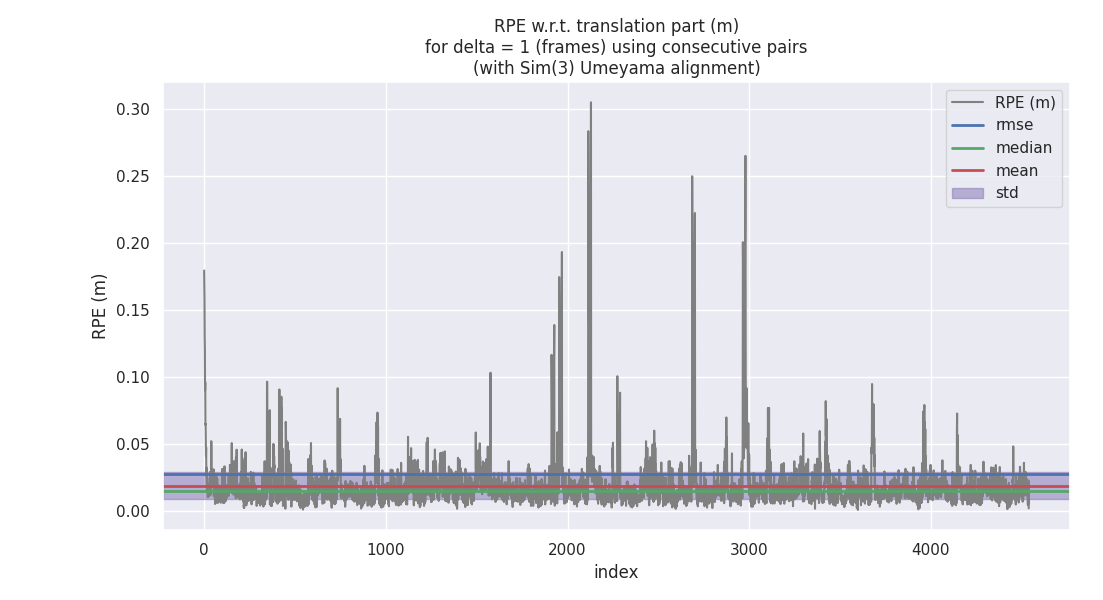 RPE w.r.t. translation part (m)
for delta = 1 (frames) using consecutive pairs
(with Sim(3) Umeyama alignment)
RPE (m)
0.30
0.25
0.20
0.15
0.10
0.05
0.00
0
1000
2000
3000
4000
index
RPE (m)
rmse
median
mean
std